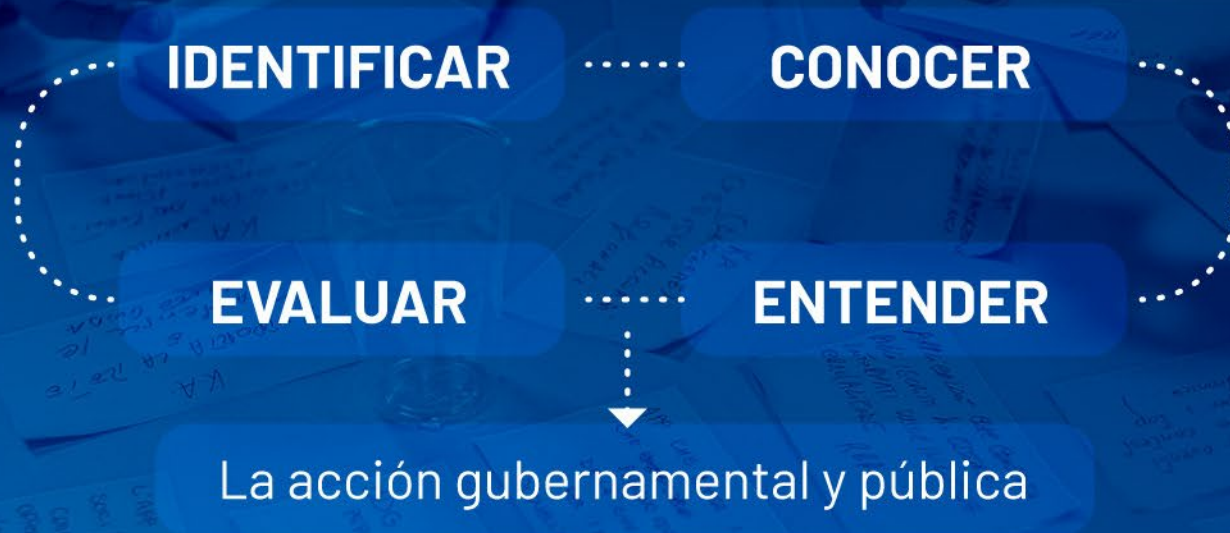 IDENTIFICAR
CONOCER
EVALUAR
ENTENDER
La acción gubernamental y pública